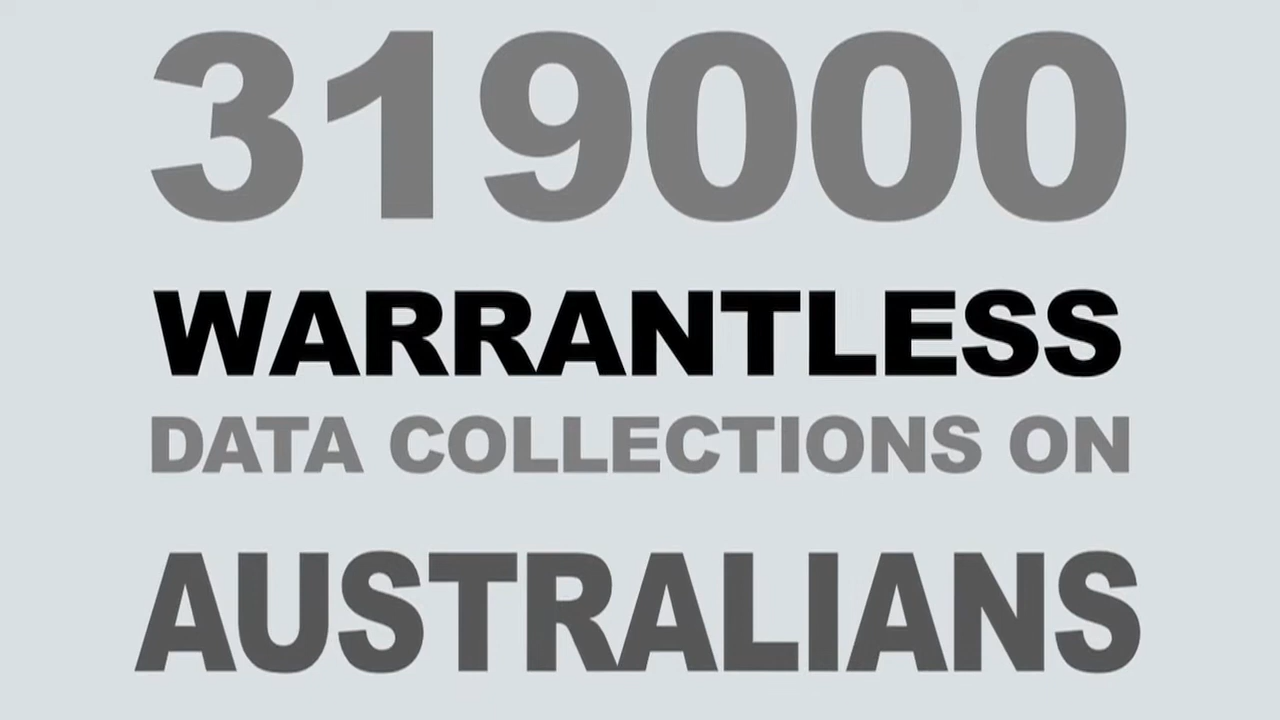 319000
WARRANTLESS
DATA COLLECTIONS ON
AUSTRALIANS